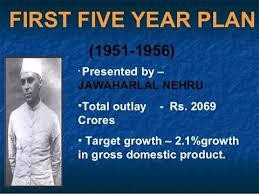 FIRST FIVE YEAR PLAN
(1951-1956)
• Presented by –
JAWAHARLAL NEHRU
•Total outlay - Rs. 2069
Crores
• Target growth – 2.1%growth
in gross domestic product.